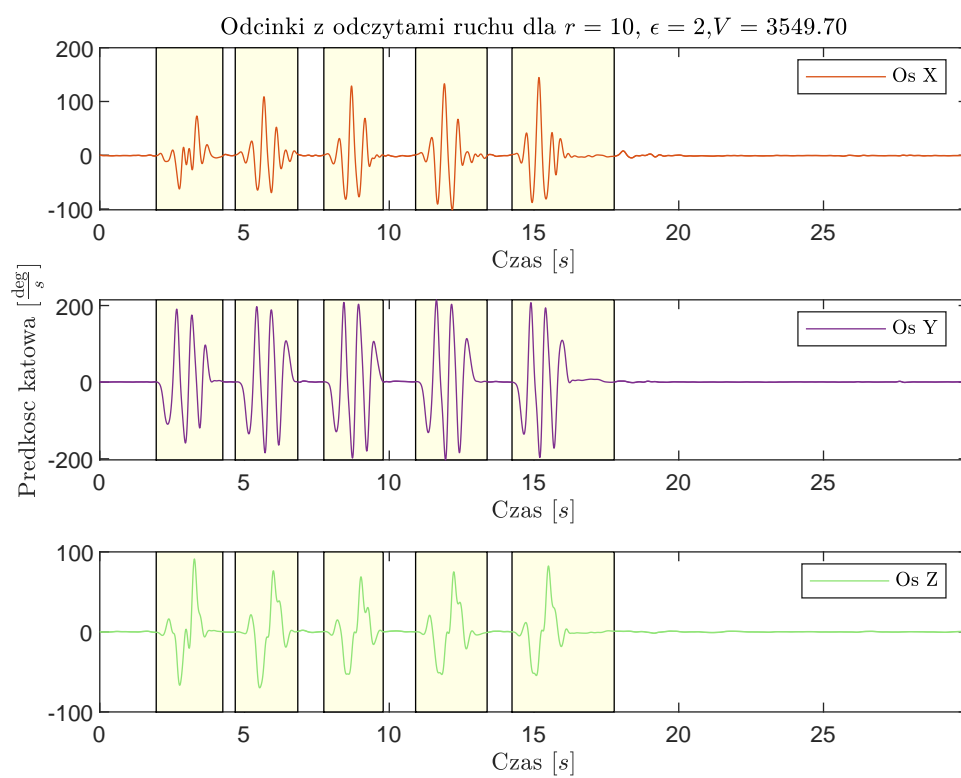 Odcinki z odczytami ruchu dla r = 10, ϵ = 2,V = 3549.70
200
100
0
-100
Os X
0 5 10 15 20 25
Czas [s]
Predkosc katowa [deg/s]
200
0
-200
Os Y
0 5 10 15 20 25
Czas [s]
100
0
-100
Os Z
0 5 10 15 20 25
Czas [s]